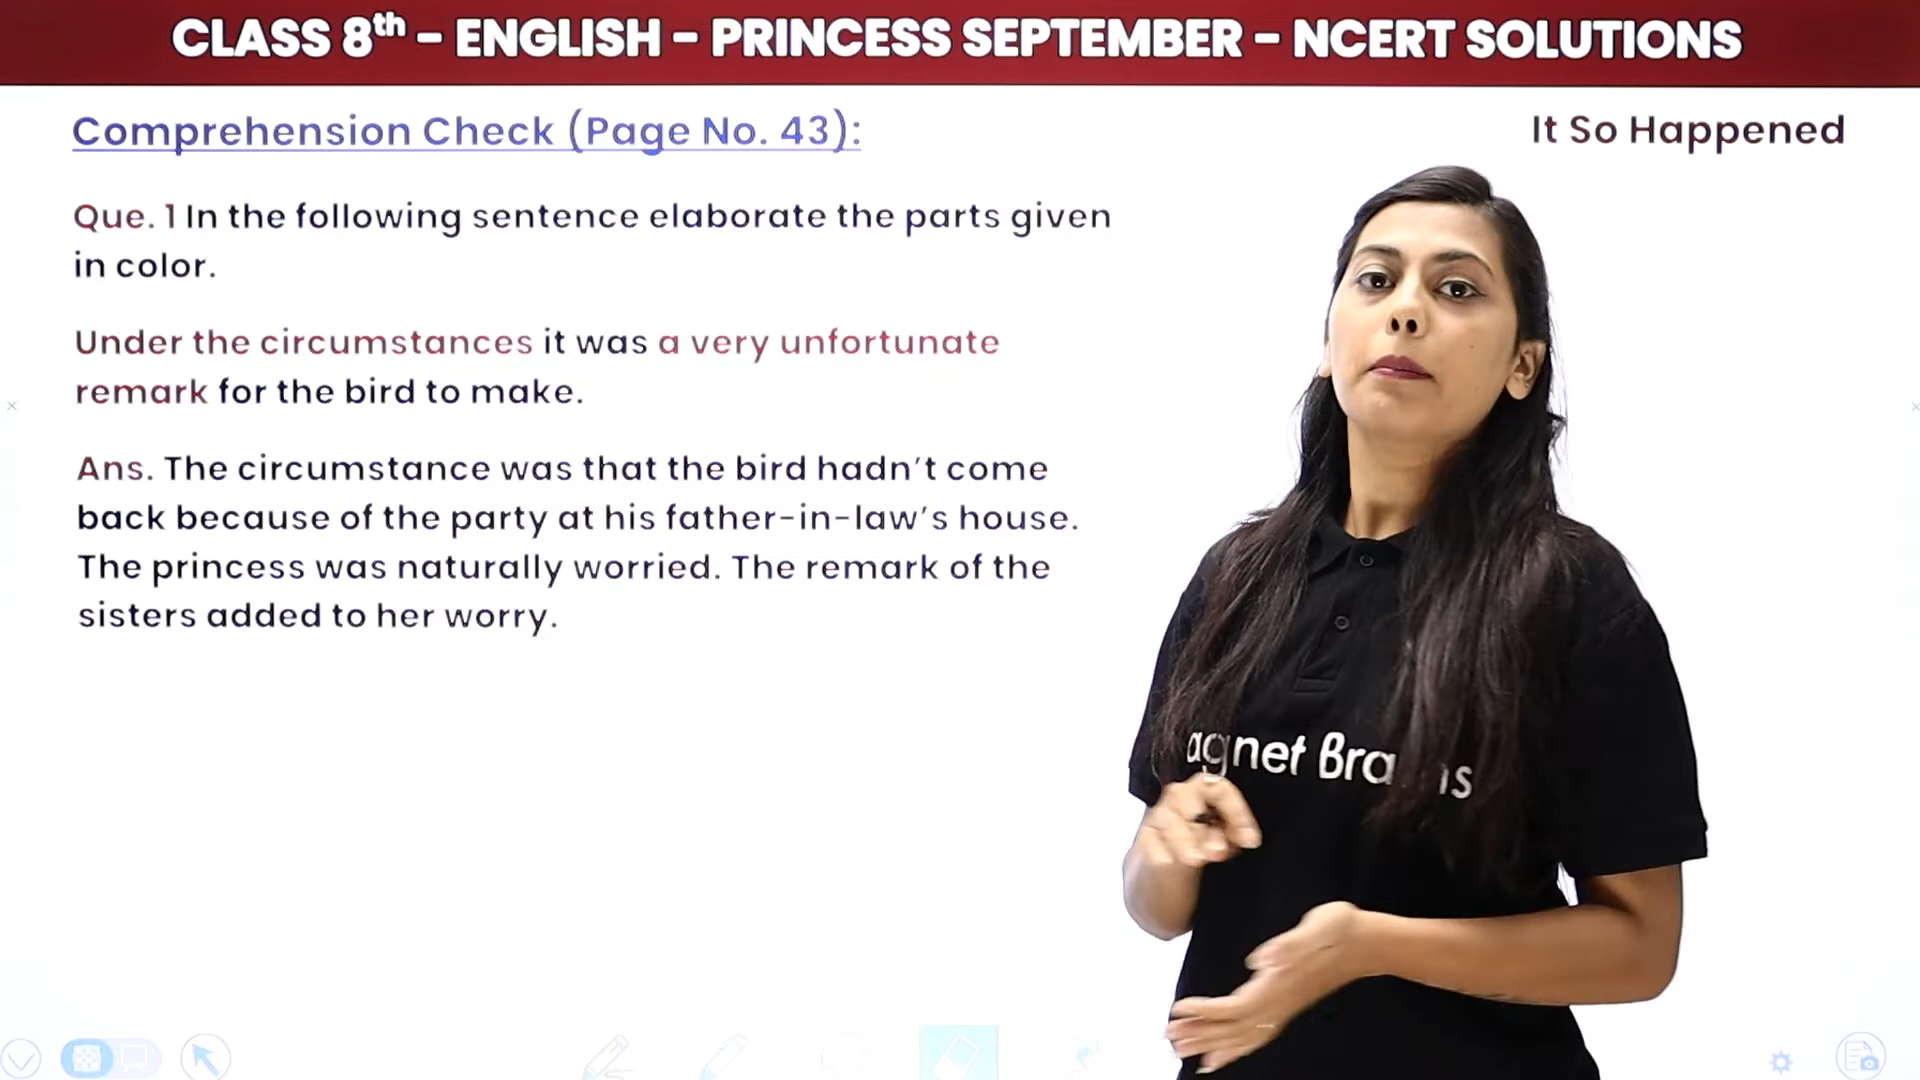 CLASS 8th - ENGLISH - PRINCESS SEPTEMBER - NCERT SOLUTIONS
Comprehension Check (Page No. 43):
It So Happened
Que. 1 In the following sentence elaborate the parts given
in color.
Under the circumstances it was a very unfortunate
remark for the bird to make.
Ans. The circumstance was that the bird hadn't come
back because of the party at his father-in-law's house.
The princess was naturally worried. The remark of the
sisters added to her worry.
agnet Bra ns